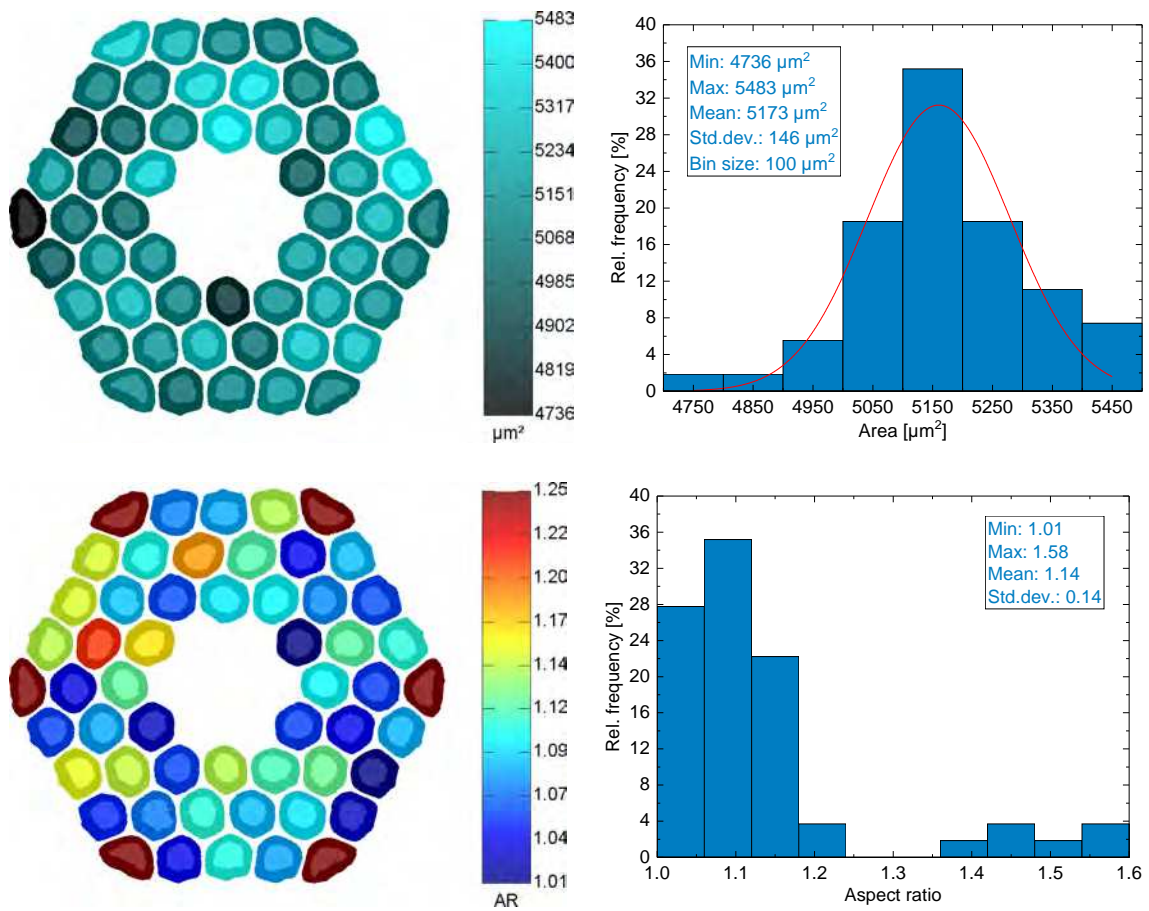 5483
5400
5317
5234
5151
5068
4985
4902
4819
4736
µm²
40
36
32
28
24
20
16
12
8
4
0
Rel. frequency [%]
Min: 4736 µm²
Max: 5483 µm²
Mean: 5173 µm²
Std.dev.: 146 µm²
Bin size: 100 µm²
4750 4850 4950 5050 5150 5250 5350 5450
Area [µm²]
1.25
1.22
1.20
1.17
1.14
1.12
1.09
1.07
1.04
1.01
AR
40
36
32
28
24
20
16
12
8
4
0
Rel. frequency [%]
Min: 1.01
Max: 1.58
Mean: 1.14
Std.dev.: 0.14
1.0 1.1 1.2 1.3 1.4 1.5 1.6
Aspect ratio